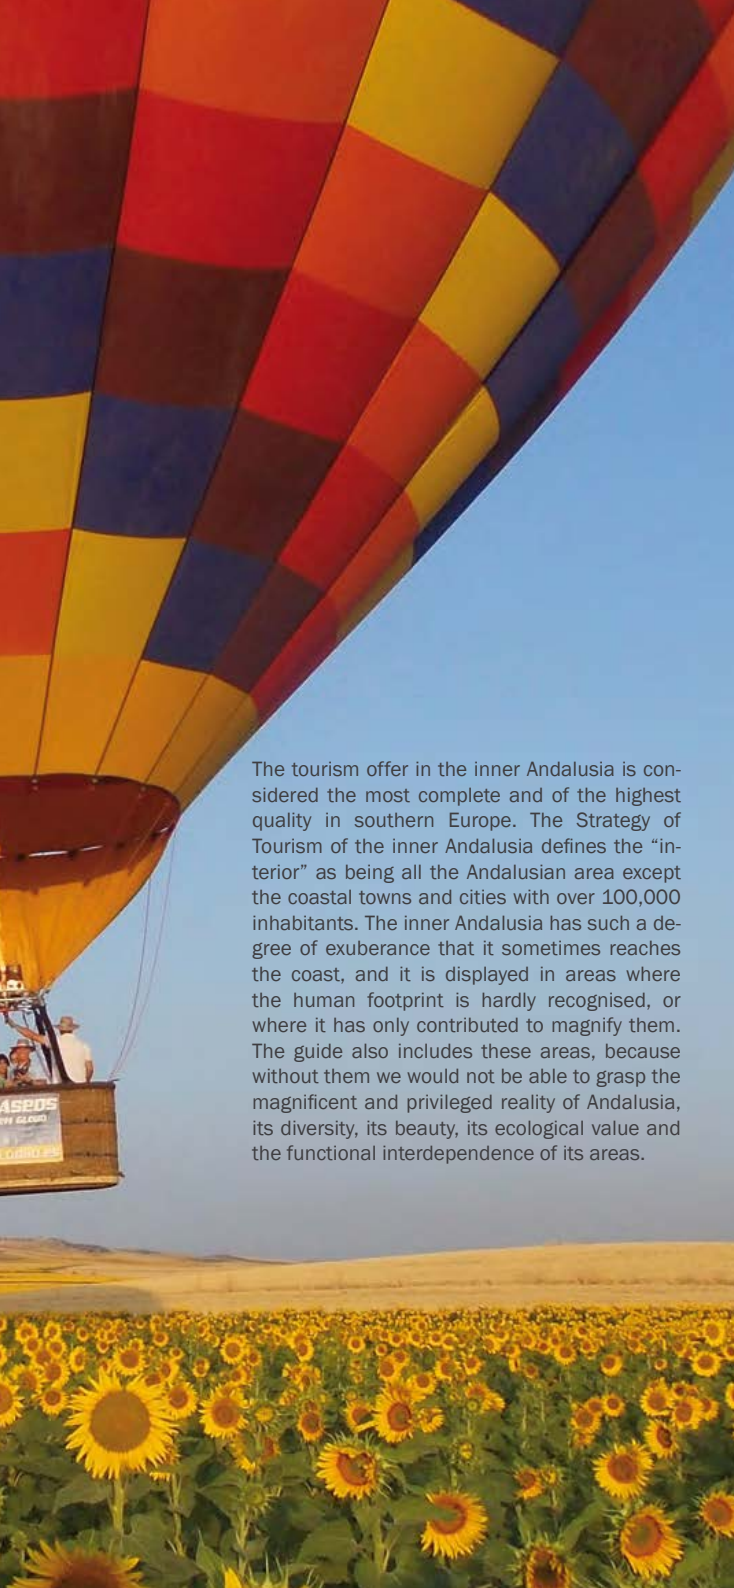 The tourism offer in the inner Andalusia is con-
sidered the most complete and of the highest
quality in southern Europe. The Strategy of
Tourism of the inner Andalusia defines the “in-
terior” as being all the Andalusian area except
the coastal towns and cities with over 100,000
inhabitants. The inner Andalusia has such a de-
gree of exuberance that it sometimes reaches
the coast, and it is displayed in areas where
the human footprint is hardly recognised, or
where it has only contributed to magnify them.
The guide also includes these areas, because
without them we would not be able to grasp the
magnificent and privileged reality of Andalusia,
its diversity, its beauty, its ecological value and
the functional interdependence of its areas.